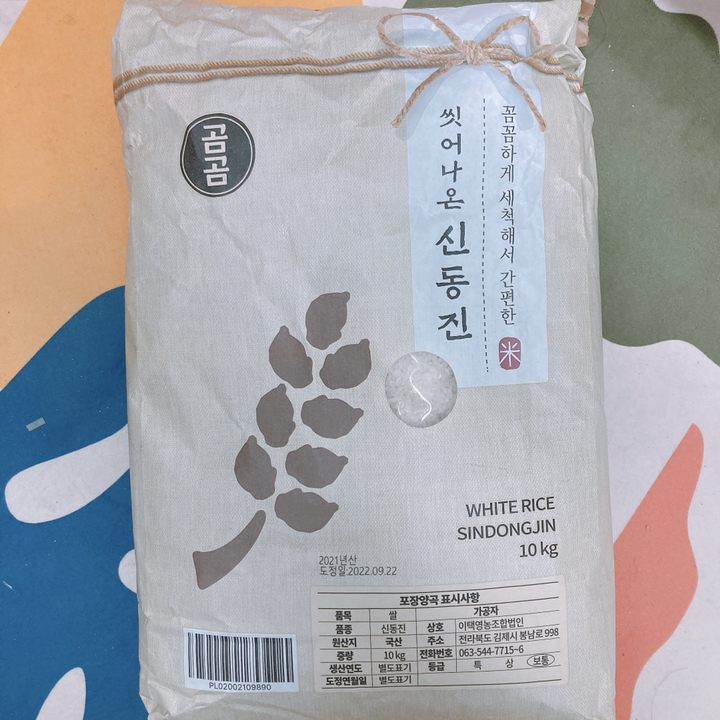 곰곰
씻어나온 신동진
꼼꼼하게 세척해서 간편한
米
WHITE RICE
SINDONGJIN
10 kg
2021년산
도정일:2022.09.22
포장양곡 표시사항
품목 쌀 가공자
품종 신동진 상호 이택영농조합법인
원산지 국산 주소 전라북도 김제시 봉남로 998
중량 10 kg 전화번호 063-544-7715~6
생산연도 별도표기 등급 특 상 보통
도정연월일 별도표기
PL02002109890